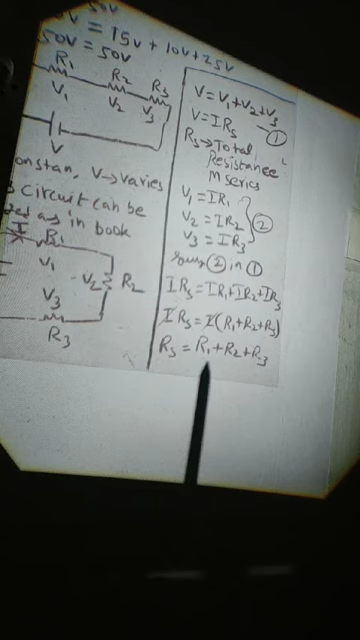 50V
V = 15V + 10V + 25V
50V = 50V
R₁
R₂
R₃
V₁
V₂
V₃
V
onstan, V→varies
s circuit can be
ed as in book
I
R₁
V₁
V₂
R₂
V₃
R₃
V = V₁+V₂+V₃
V = IRs —①
Rs→Total
Resistance
in series
V₁ = IR₁
V₂ = IR₂
V₃ = IR₃
②
② in ①
IRs = IR₁+IR₂+IR₃
IRs = I(R₁+R₂+R₃)
Rs = R₁+R₂+R₃